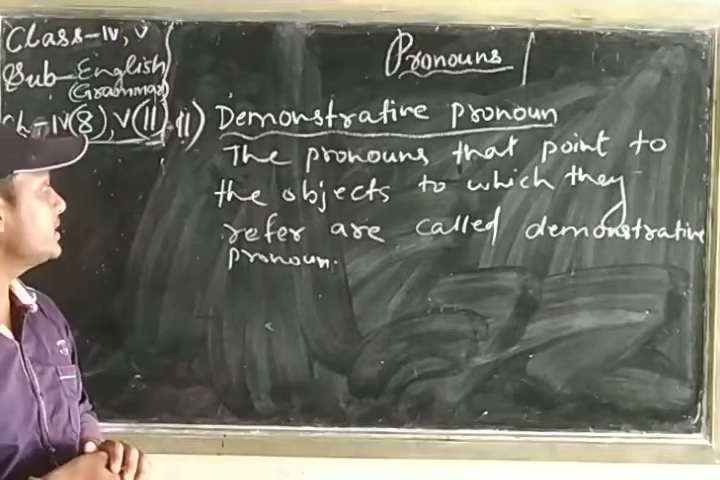 Class-IV, V
Sub-English
(Grammar)
Ch-IV(8), V(11)
Pronouns
(ii) Demonstrative pronoun
The pronouns that point to
the objects to which they
refer are called demonstrative
pronoun.